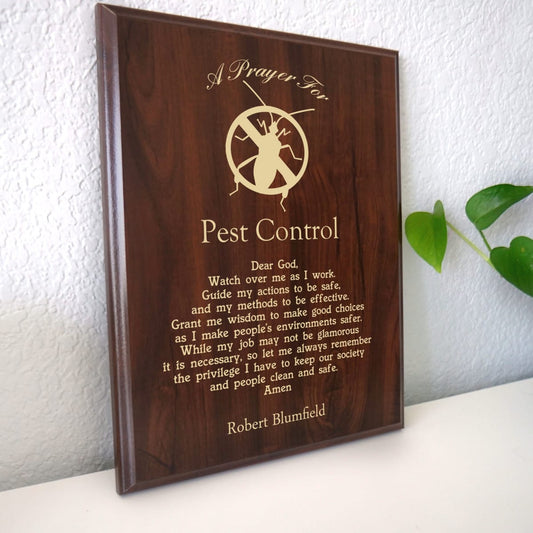 A Prayer For
Pest Control
Dear God,
Watch over me as I work.
Guide my actions to be safe,
and my methods to be effective.
Grant me wisdom to make good choices
as I make people's environments safer.
While my job may not be glamorous
it is necessary, so let me always remember
the privilege I have to keep our society
and people clean and safe.
Amen
Robert Blumfield